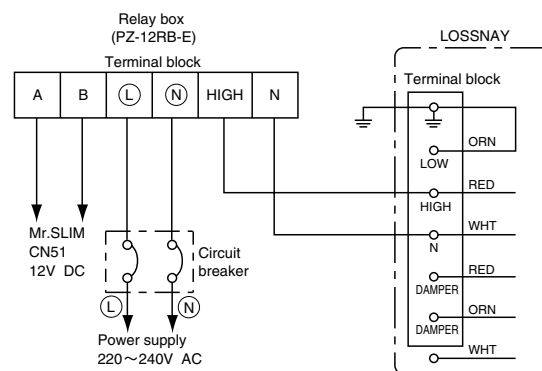 Relay box
(PZ-12RB-E)
Terminal block
A B L N HIGH N
Mr.SLIM
CN51
12V DC
Circuit
breaker
L N
Power supply
220～240V AC
LOSSNAY
Terminal block
ORN
LOW
RED
HIGH
WHT
N
RED
DAMPER
ORN
DAMPER
WHT